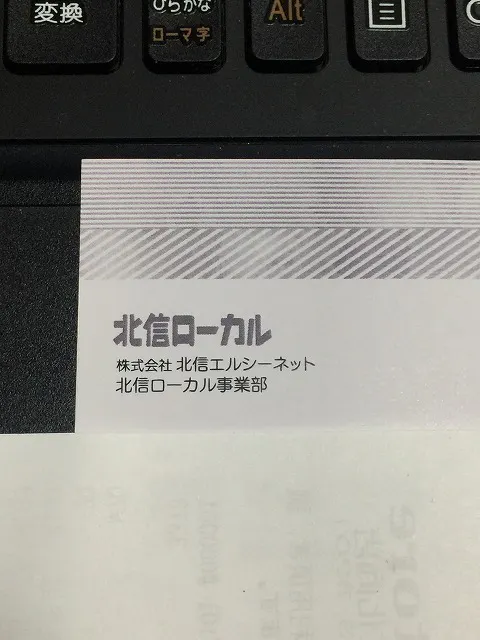 変換
ひらがな
ローマ字
Alt
北信ローカル
株式会社 北信エルシーネット
北信ローカル事業部